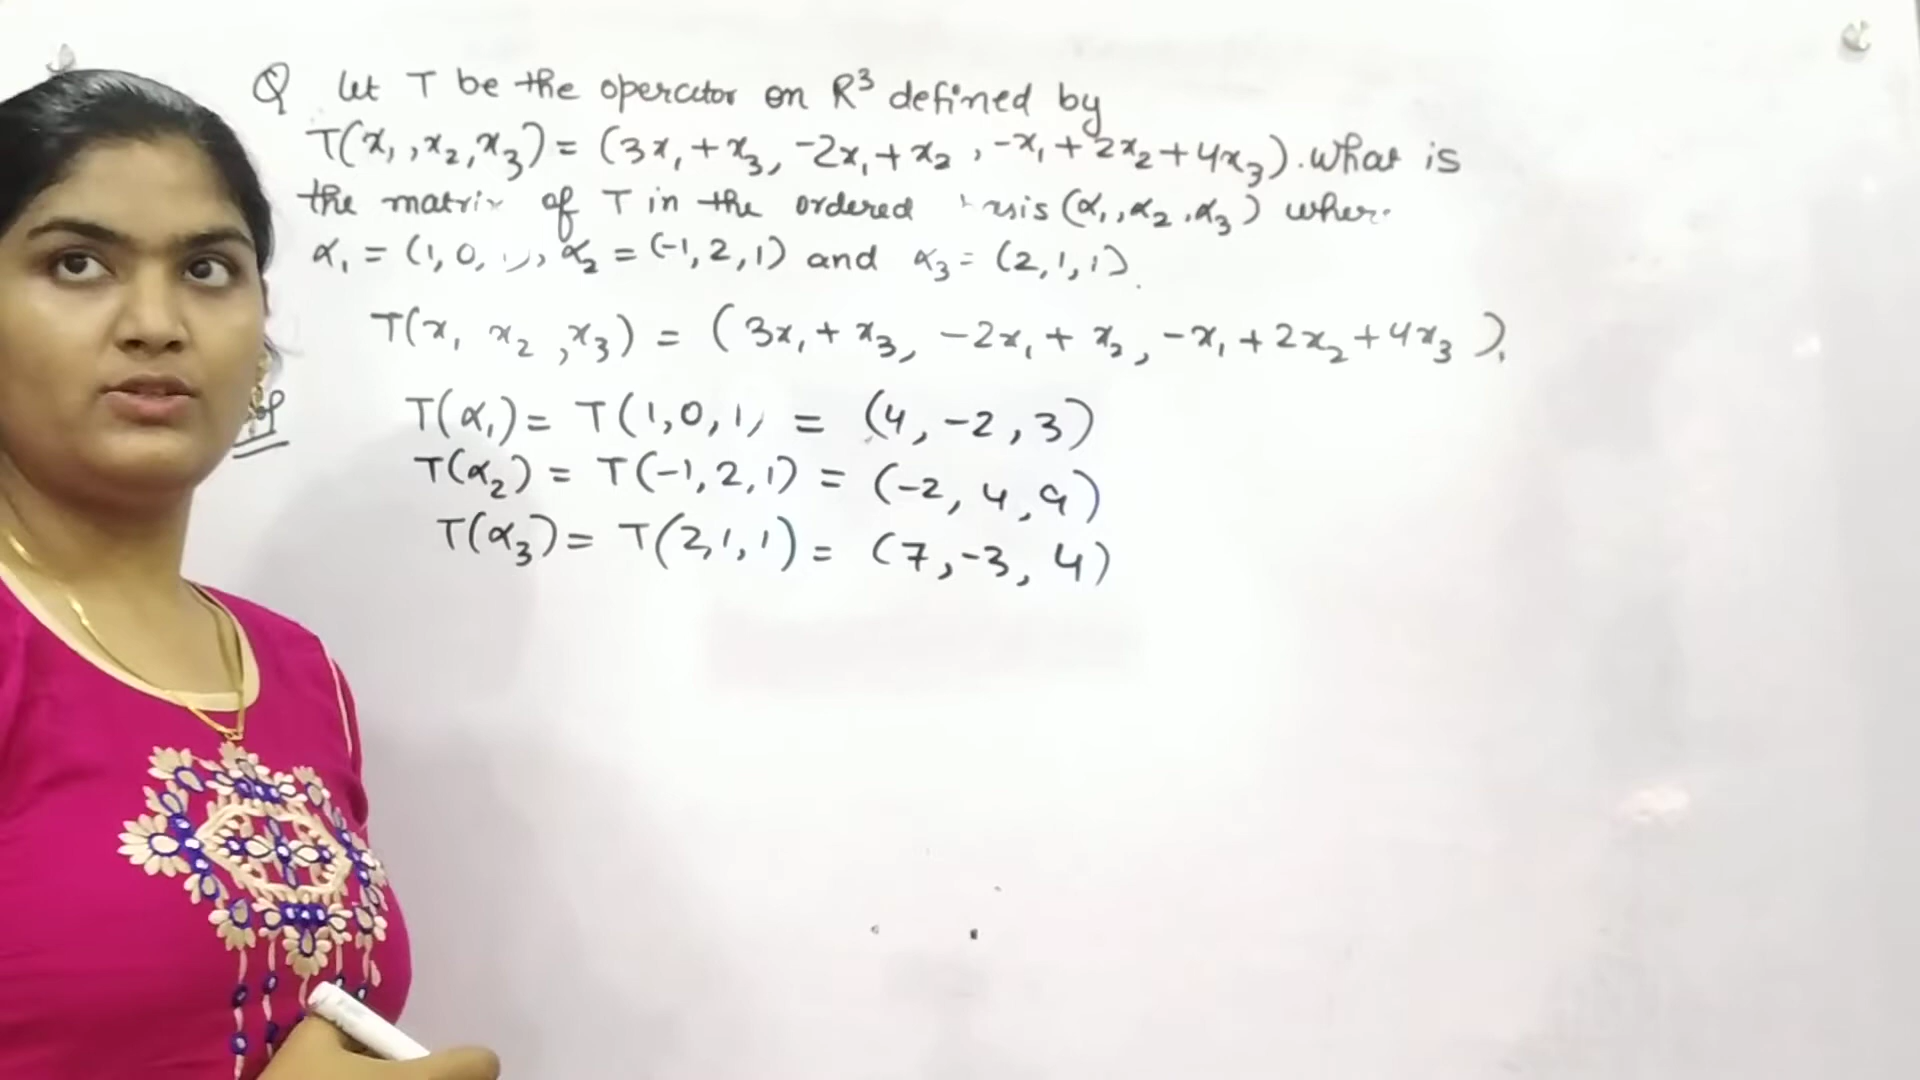 Q let T be the operator on R³ defined by
T(x₁,x₂,x₃) = (3x₁+x₃, -2x₁+x₂, -x₁+2x₂+4x₃). What is
the matrix of T in the ordered (α₁,α₂,α₃) where
α₁ = (1,0,1), α₂ = (-1,2,1) and α₃ = (2,1,1).
T(x₁ x₂,x₃) = (3x₁+x₃, -2x₁+x₂, -x₁+2x₂+4x₃).
T(α₁) = T(1,0,1) = (4,-2,3)
T(α₂) = T(-1,2,1) = (-2,4,9)
T(α₃) = T(2,1,1) = (7,-3,4)